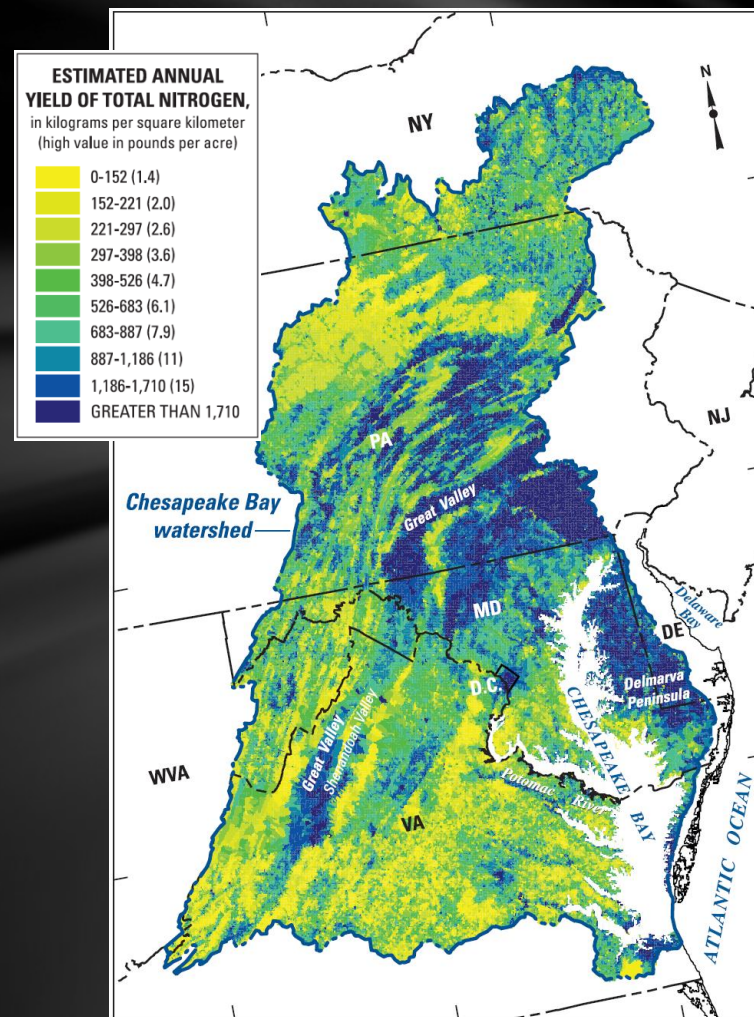 ESTIMATED ANNUAL
YIELD OF TOTAL NITROGEN,
in kilograms per square kilometer
(high value in pounds per acre)
0-152 (1.4)
152-221 (2.0)
221-297 (2.6)
297-398 (3.6)
398-526 (4.7)
526-683 (6.1)
683-887 (7.9)
887-1,186 (11)
1,186-1,710 (15)
GREATER THAN 1,710
N
NY
NJ
PA
Chesapeake Bay
watershed
Great Valley
MD
Delaware
Bay
DE
D.C.
Delmarva
Peninsula
CHESAPEAKE BAY
Great Valley
Shenandoah Valley
WVA
Potomac River
VA
ATLANTIC OCEAN